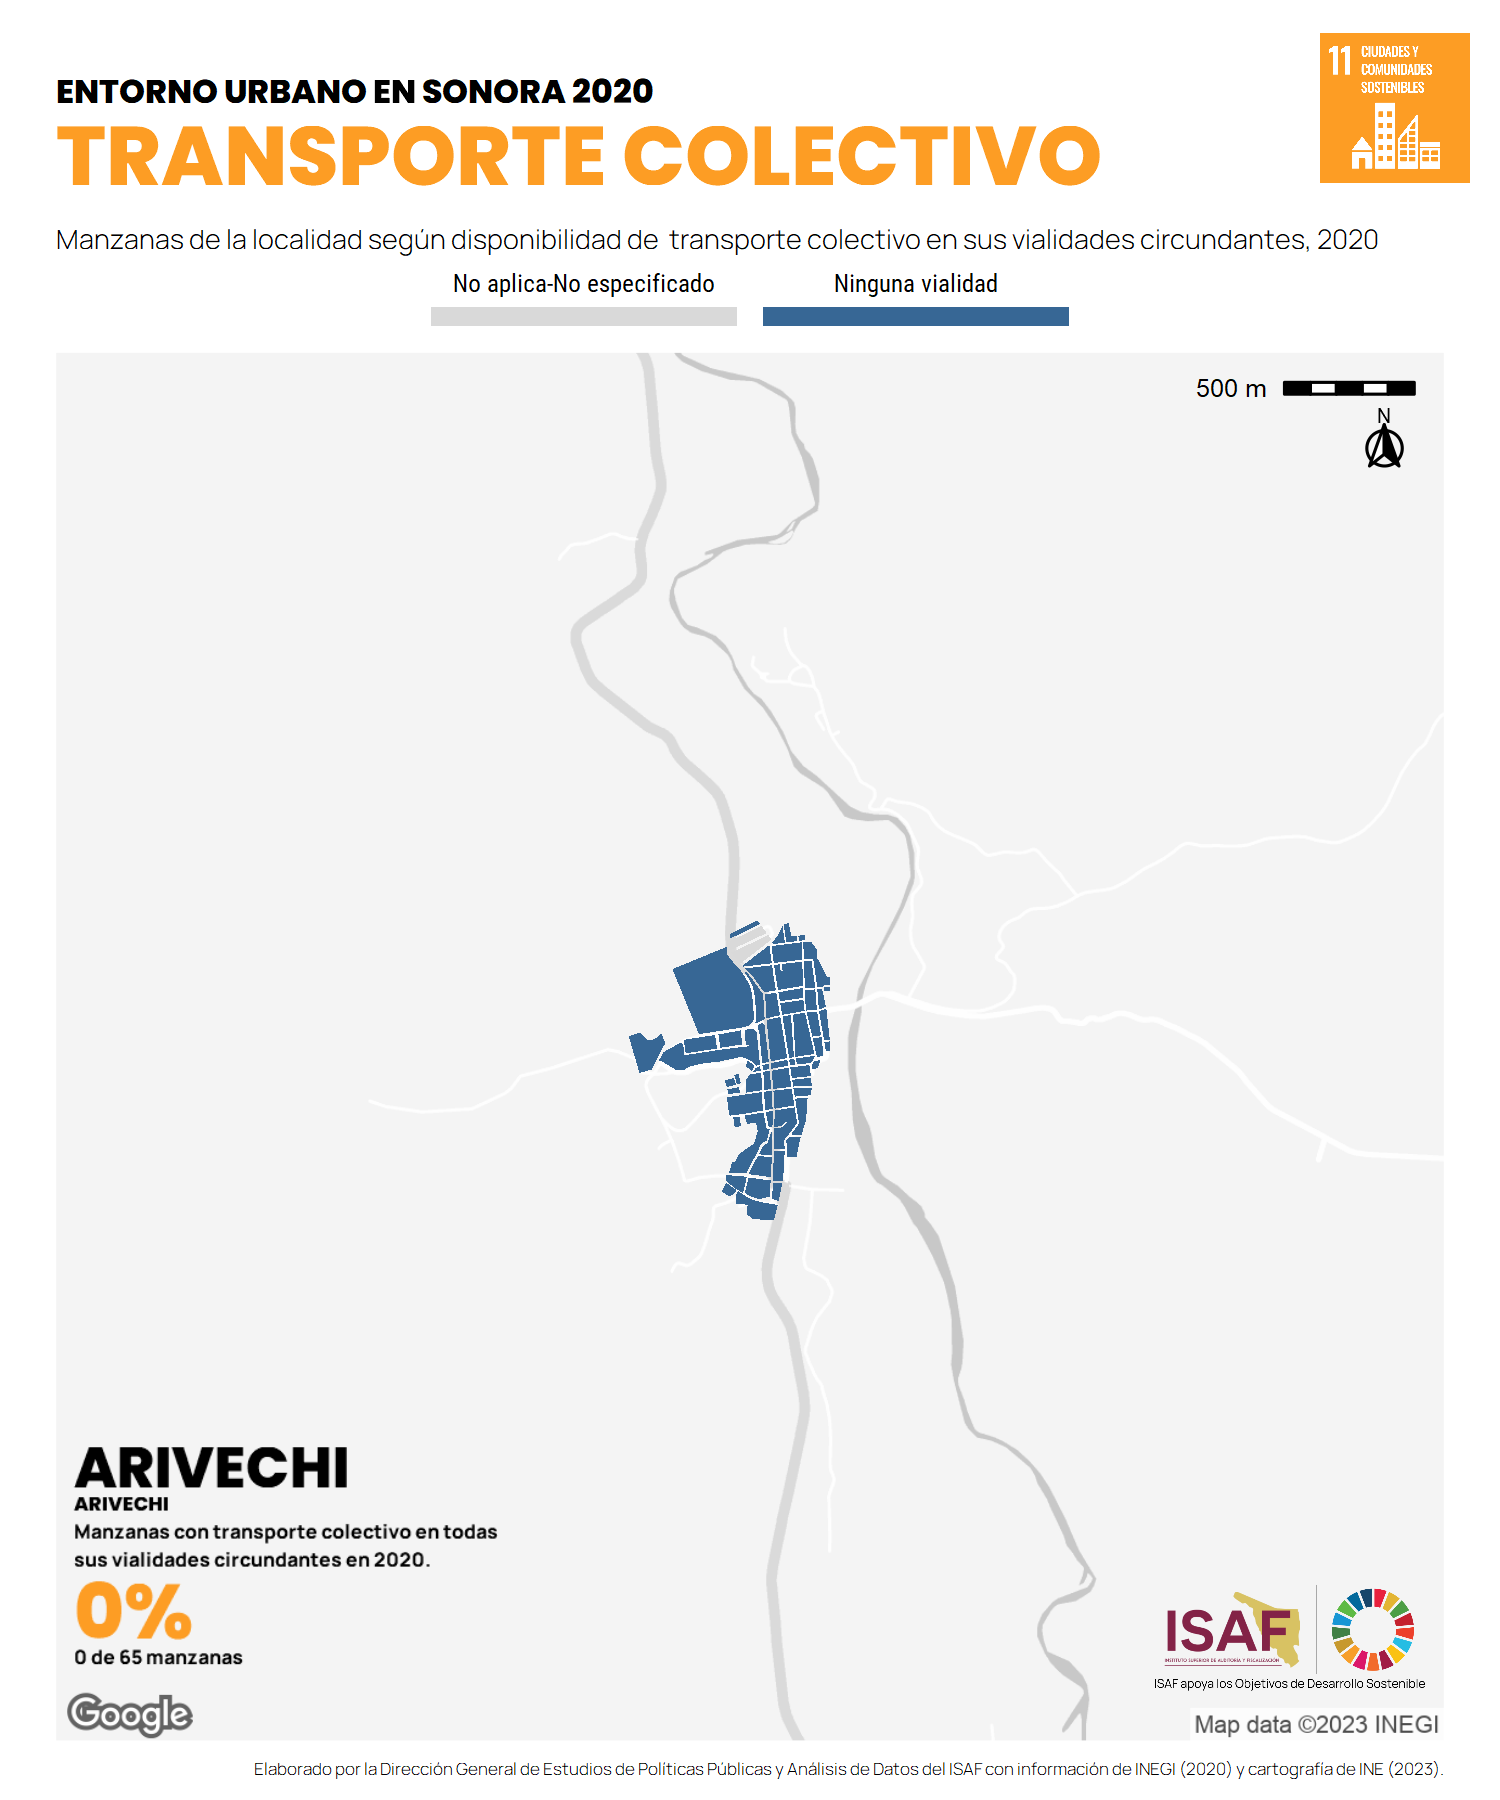 ENTORNO URBANO EN SONORA 2020
TRANSPORTE COLECTIVO
11 CIUDADES Y
COMUNIDADES
SOSTENIBLES
Manzanas de la localidad según disponibilidad de transporte colectivo en sus vialidades circundantes, 2020
No aplica-No especificado
Ninguna vialidad
500 m
N
ARIVECHI
ARIVECHI
Manzanas con transporte colectivo en todas
sus vialidades circundantes en 2020.
0%
0 de 65 manzanas
Google
ISAF
INSTITUTO SUPERIOR DE AUDITORÍA Y FISCALIZACIÓN
ISAF apoya los Objetivos de Desarrollo Sostenible
Map data ©2023 INEGI
Elaborado por la Dirección General de Estudios de Políticas Públicas y Análisis de Datos del ISAF con información de INEGI (2020) y cartografía de INE (2023).